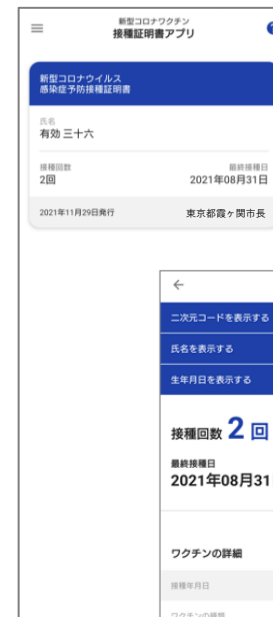 新型コロナワクチン
接種証明書アプリ
新型コロナウイルス
感染症予防接種証明書
氏名
有効 三十六
接種回数
最終接種日
2回
2021年08月31日
2021年11月29日発行
東京都霞ヶ関市長
二次元コードを表示する
氏名を表示する
生年月日を表示する
接種回数 2 回
最終接種日
2021年08月31
ワクチンの詳細
接種年月日
ワクチンの種類